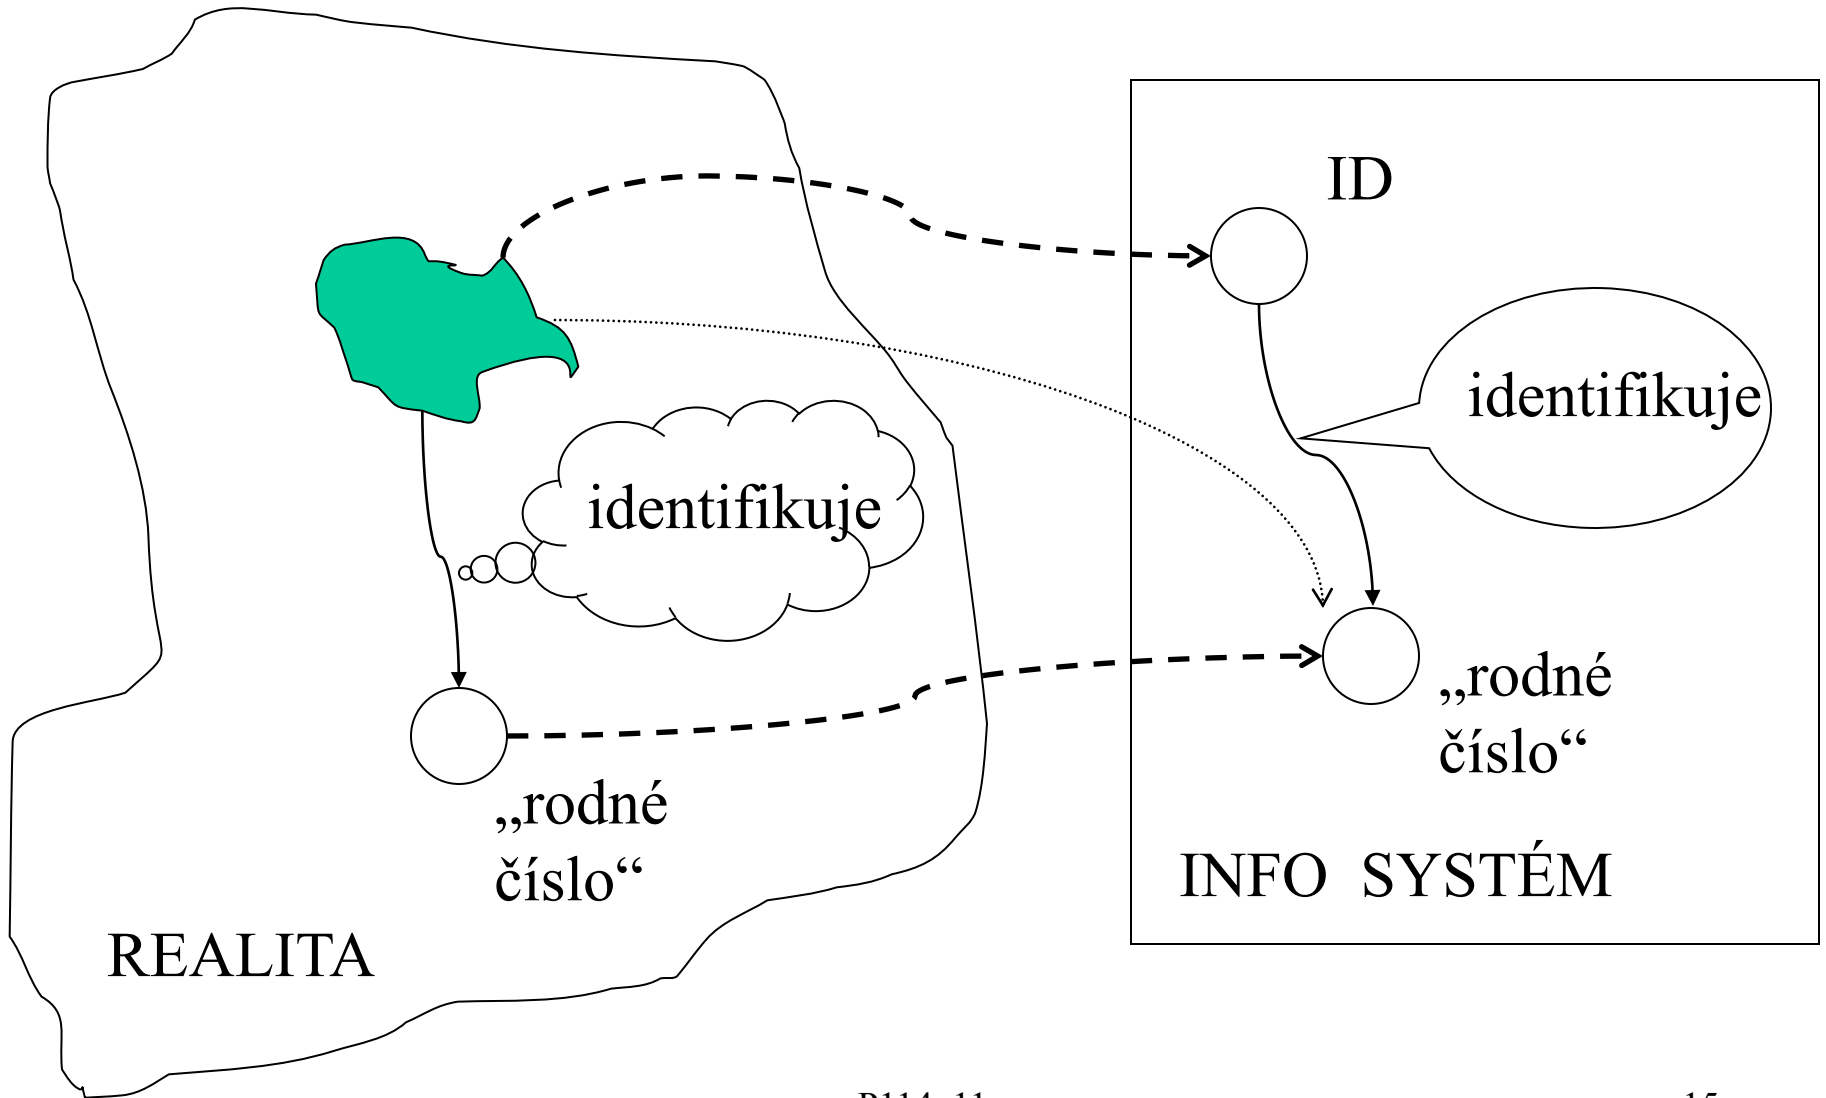 ID
identifikuje
identifikuje
„rodné
číslo“
„rodné
číslo“
INFO SYSTÉM
REALITA